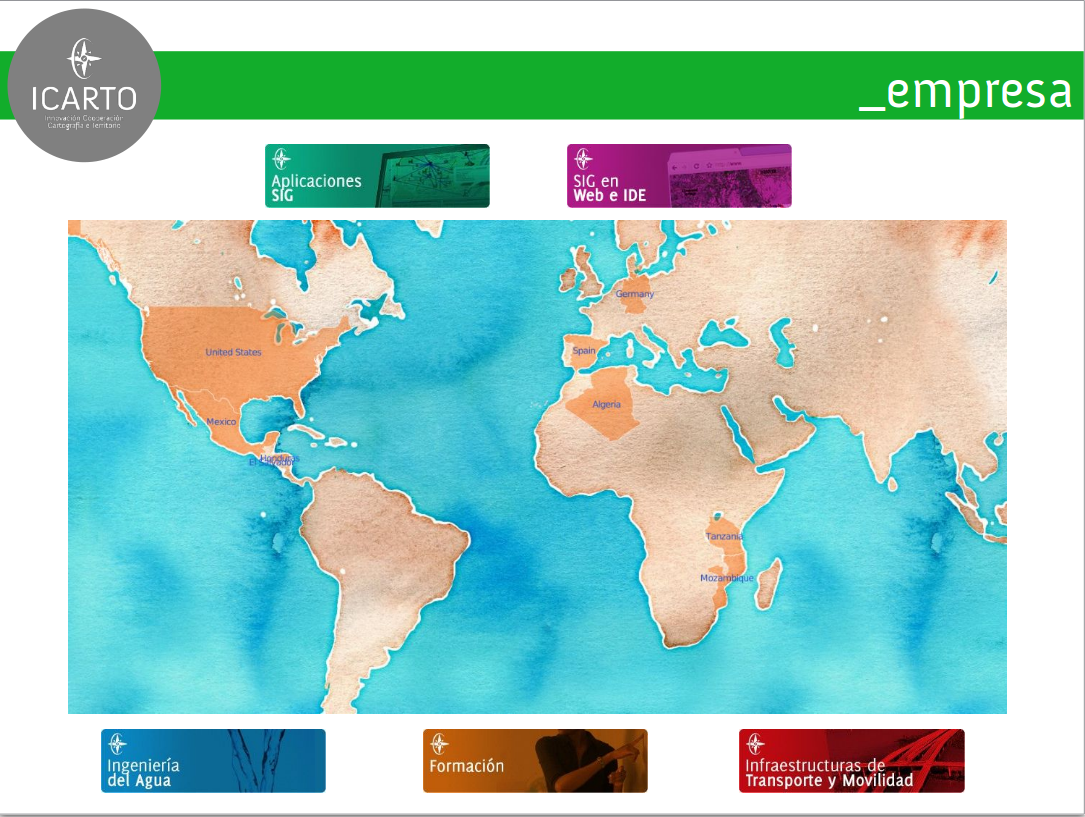 ICARTO
Innovación Cooperación
Cartografía e Territorio
_empresa
Aplicaciones
SIG
SIG en
Web e IDE
Germany
United States
Spain
Algeria
Mexico
Honduras
El Salvador
Tanzania
Mozambique
Ingeniería
del Agua
Formación
Infraestructuras de
Transporte y Movilidad